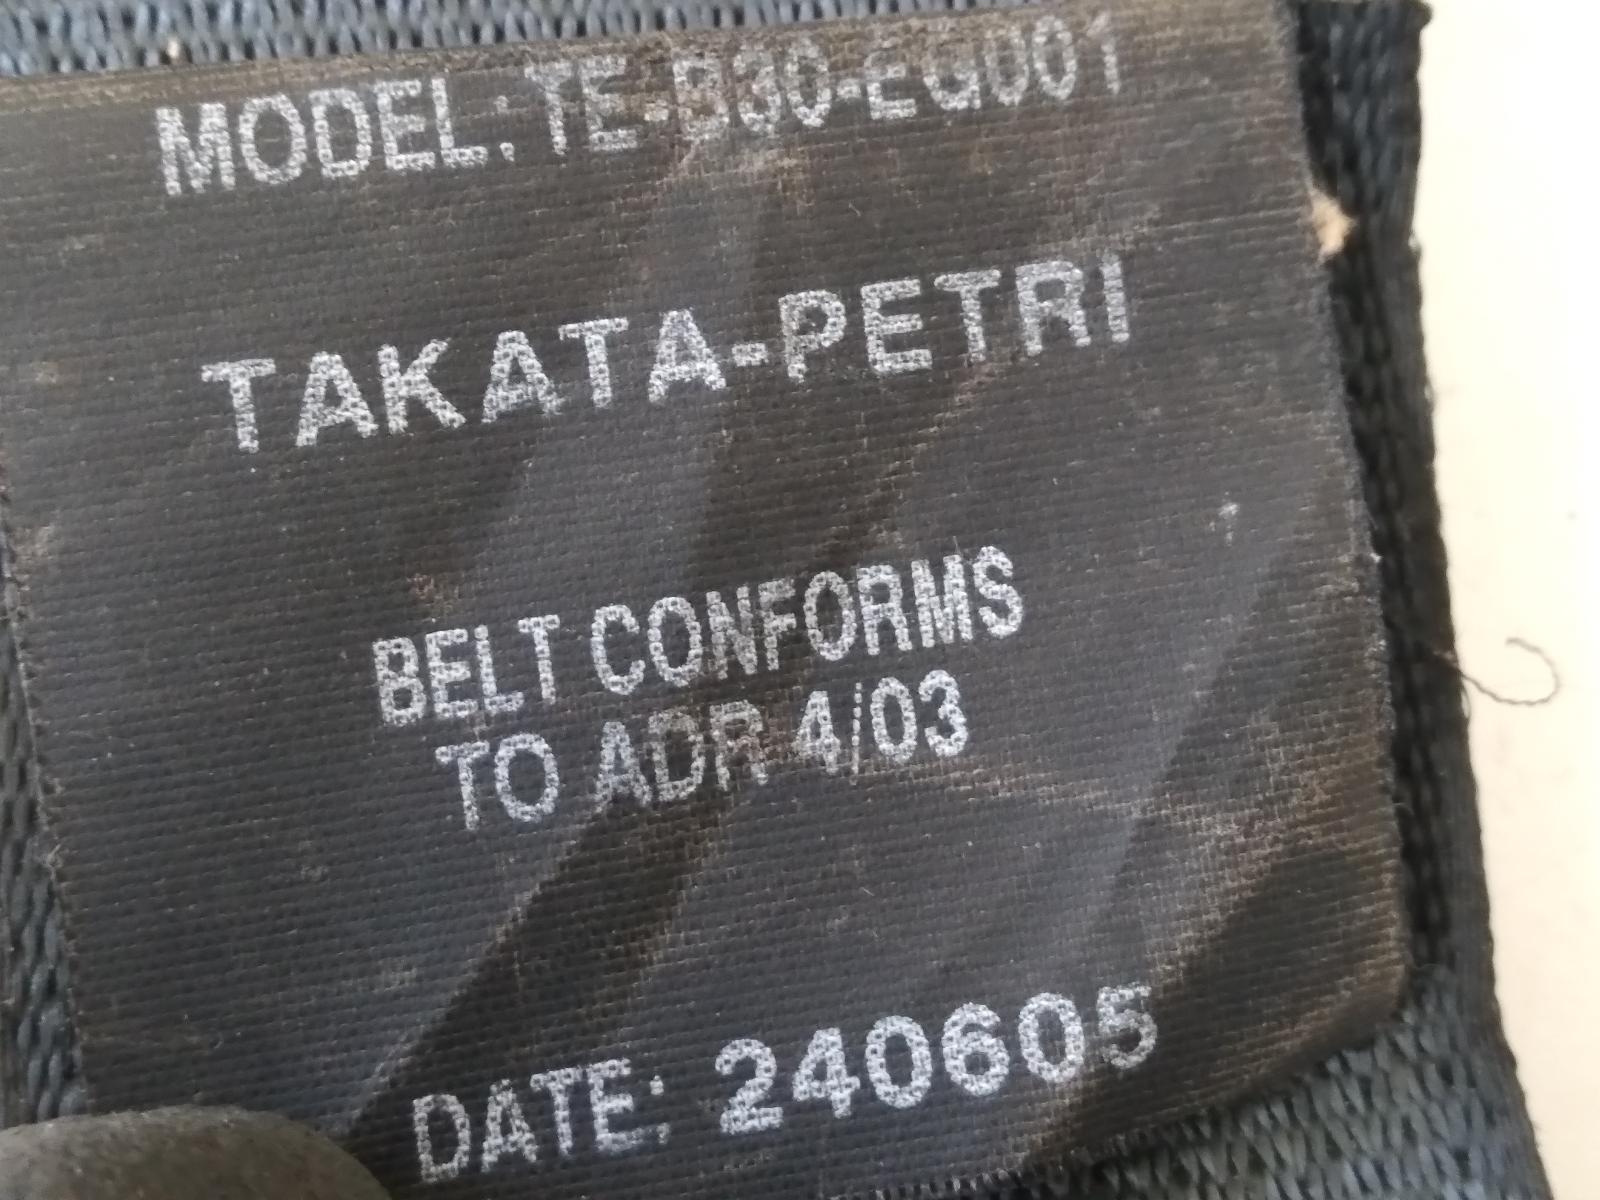 MODEL: TE-B30-EG001
TAKATA-PETRI
BELT CONFORMS
TO ADR 4/03
DATE: 240605